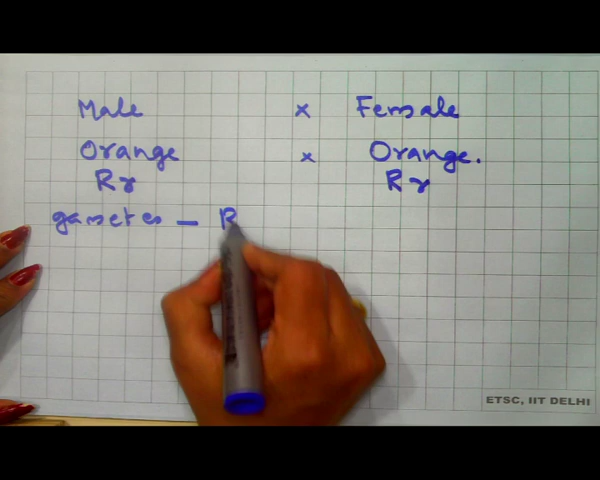 Male × Female
Orange × Orange.
Rr Rr
gametes — R
ETSC, IIT DELHI